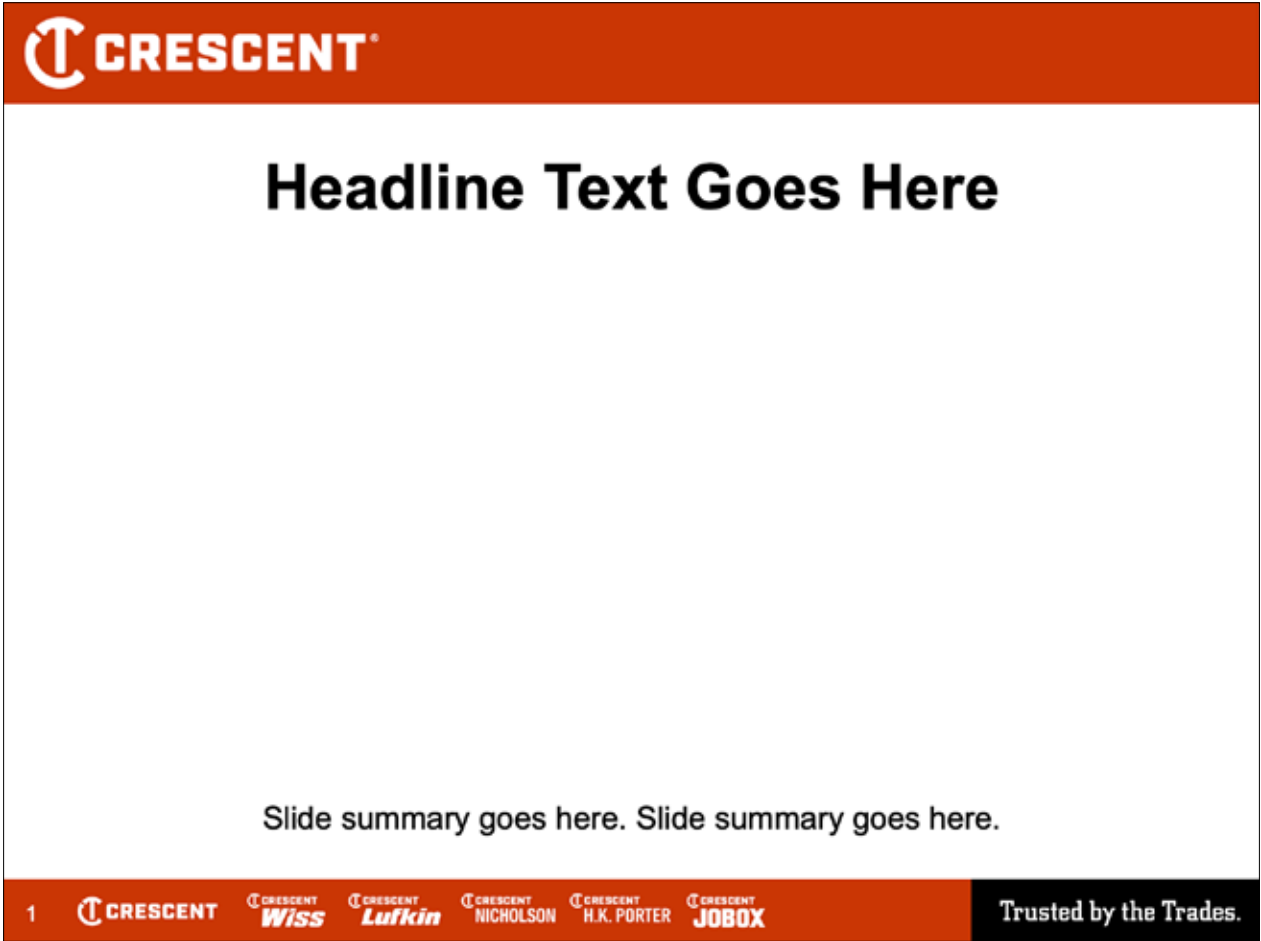 CRESCENT®
Headline Text Goes Here
Slide summary goes here. Slide summary goes here.
1 CRESCENT CRESCENT Wiss CRESCENT Lufkin CRESCENT NICHOLSON CRESCENT H.K. PORTER CRESCENT JOBOX Trusted by the Trades.